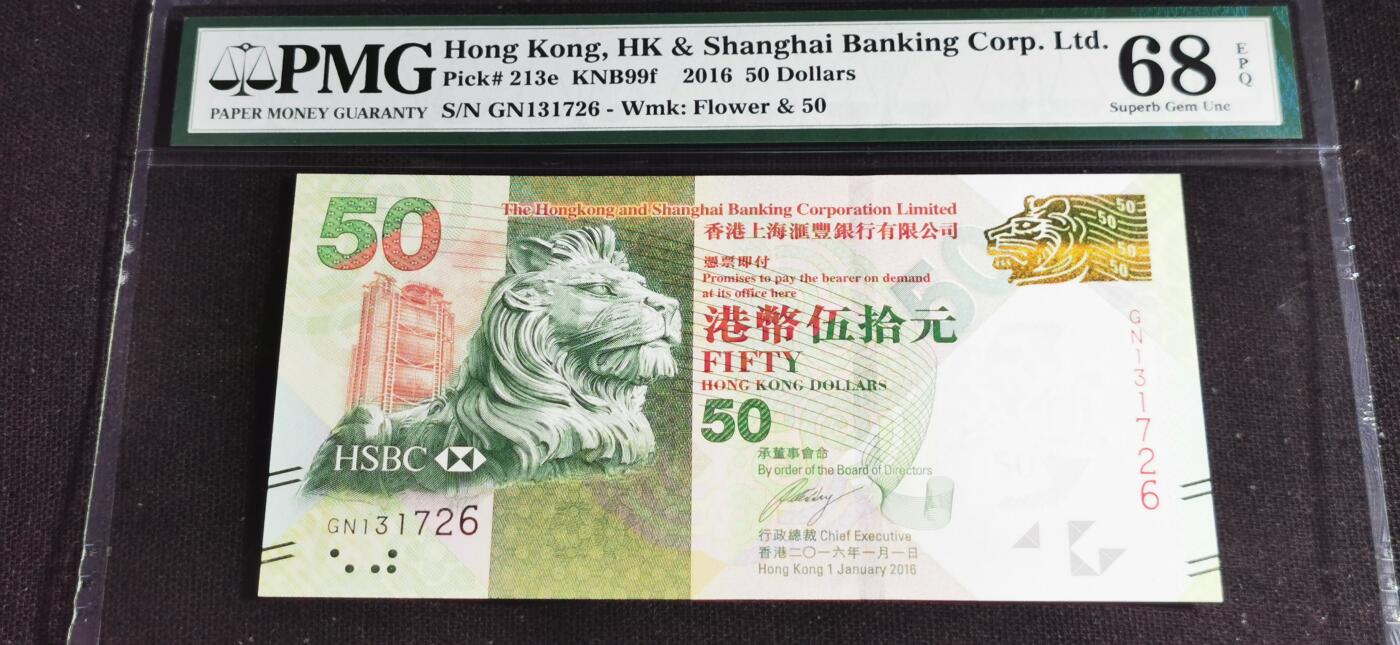 PMG
PAPER MONEY GUARANTY
Hong Kong, HK & Shanghai Banking Corp. Ltd.
Pick# 213e KNB99f 2016 50 Dollars
S/N GN131726 - Wmk: Flower & 50
68
EPQ
Superb Gem Unc
50
The Hongkong and Shanghai Banking Corporation Limited
香港上海滙豐銀行有限公司
憑票即付
Promises to pay the bearer on demand
at its office here
港幣伍拾元
FIFTY
HONG KONG DOLLARS
50
承董事會命
By order of the Board of Directors
行政總裁 Chief Executive
香港二〇一六年一月一日
Hong Kong 1 January 2016
HSBC
GN131726
50
50
50
50
50
GN131726